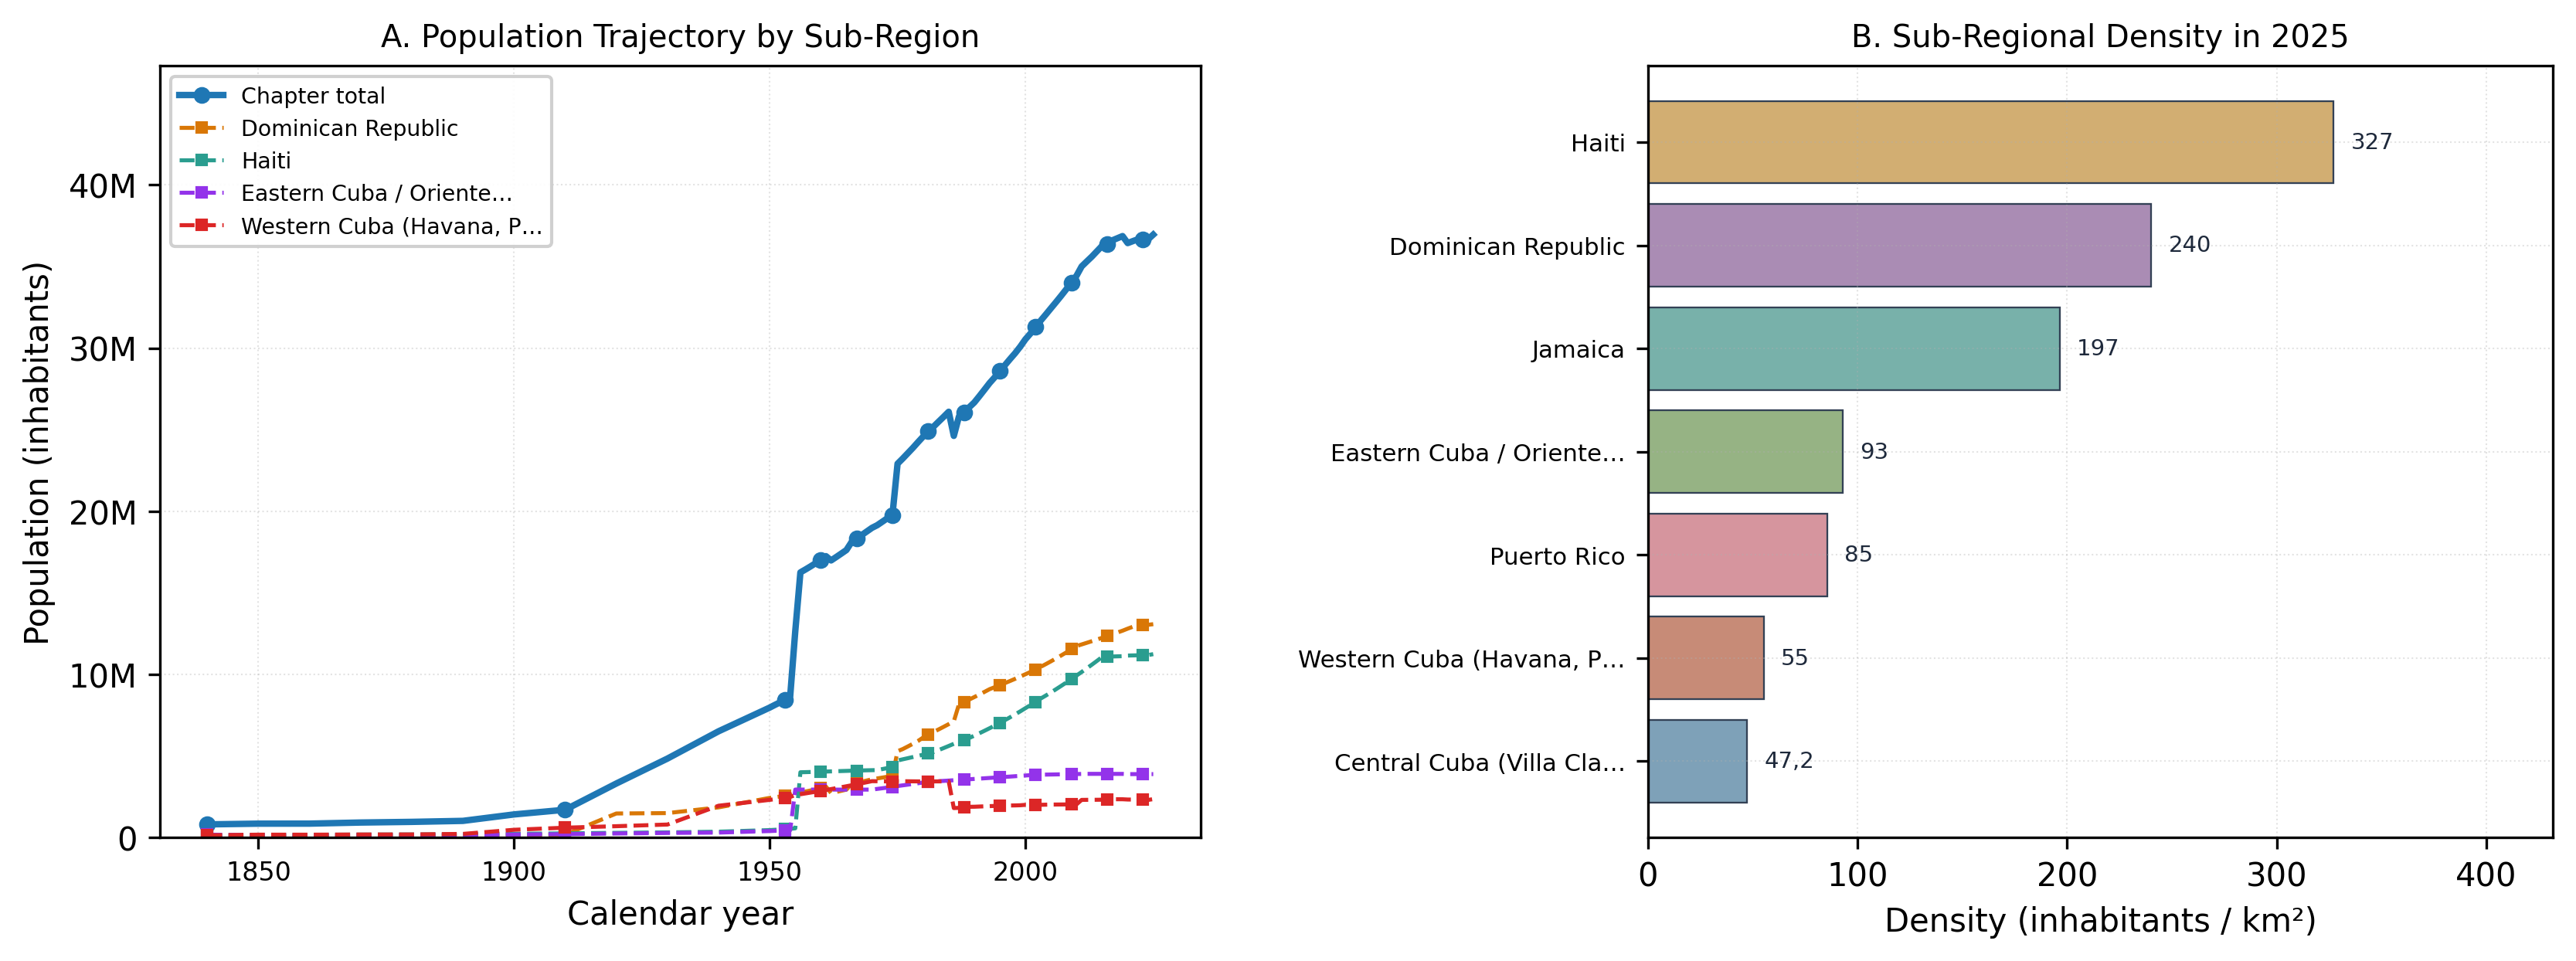 A. Population Trajectory by Sub-Region
Chapter total
Dominican Republic
Haiti
Eastern Cuba / Oriente...
Western Cuba (Havana, P...
Population (inhabitants)
40M
30M
20M
10M
0
1850
1900
1950
2000
Calendar year
B. Sub-Regional Density in 2025
Haiti
327
Dominican Republic
240
Jamaica
197
Eastern Cuba / Oriente...
93
Puerto Rico
85
Western Cuba (Havana, P...
55
Central Cuba (Villa Cla...
47,2
0
100
200
300
400
Density (inhabitants / km²)